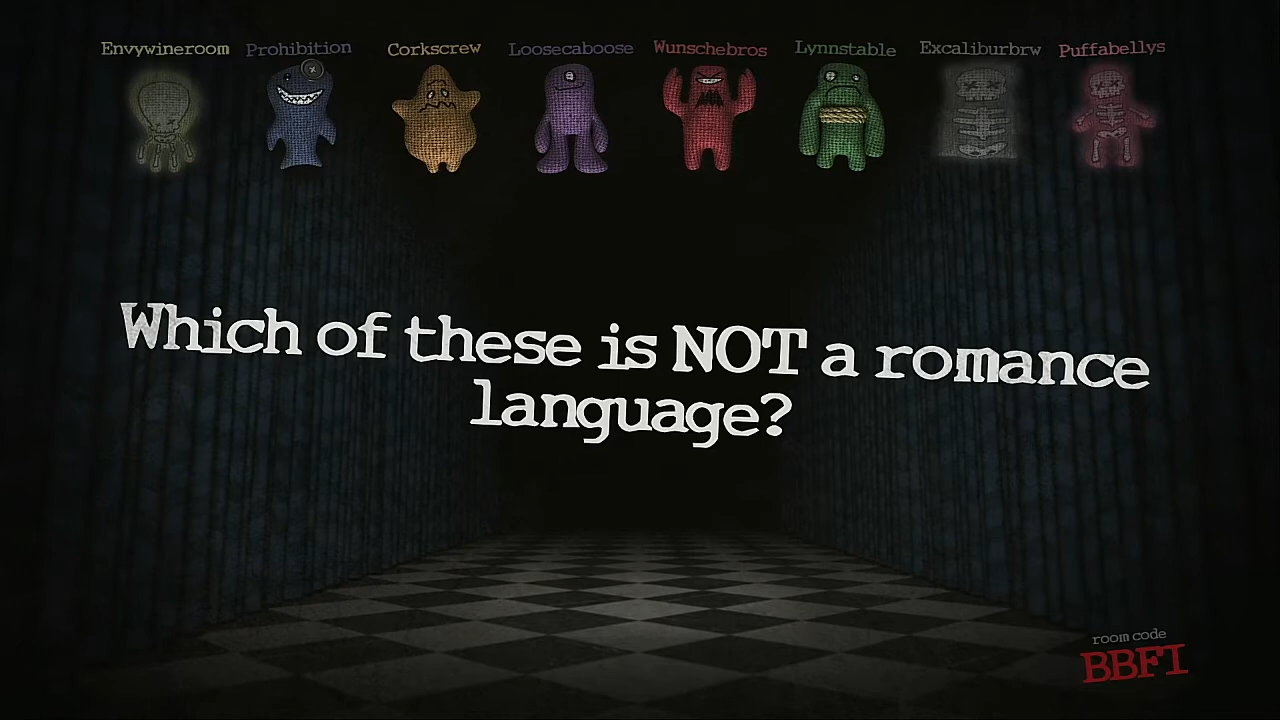 Envywineroom Prohibition Corkscrew Loosecaboose Wunschebros Lynnstable Excaliburbrw Puffabellys
Which of these is NOT a romance
language?
room code
BBFI